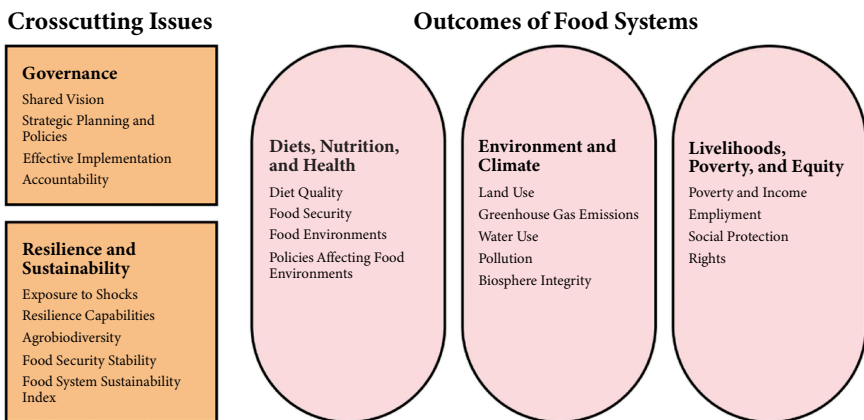 Crosscutting Issues
Governance
Shared Vision
Strategic Planning and
Policies
Effective Implementation
Accountability
Resilience and
Sustainability
Exposure to Shocks
Resilience Capabilities
Agrobiodiversity
Food Security Stability
Food System Sustainability
Index
Outcomes of Food Systems
Diets, Nutrition,
and Health
Diet Quality
Food Security
Food Environments
Policies Affecting Food
Environments
Environment and
Climate
Land Use
Greenhouse Gas Emissions
Water Use
Pollution
Biosphere Integrity
Livelihoods,
Poverty, and Equity
Poverty and Income
Empliyment
Social Protection
Rights